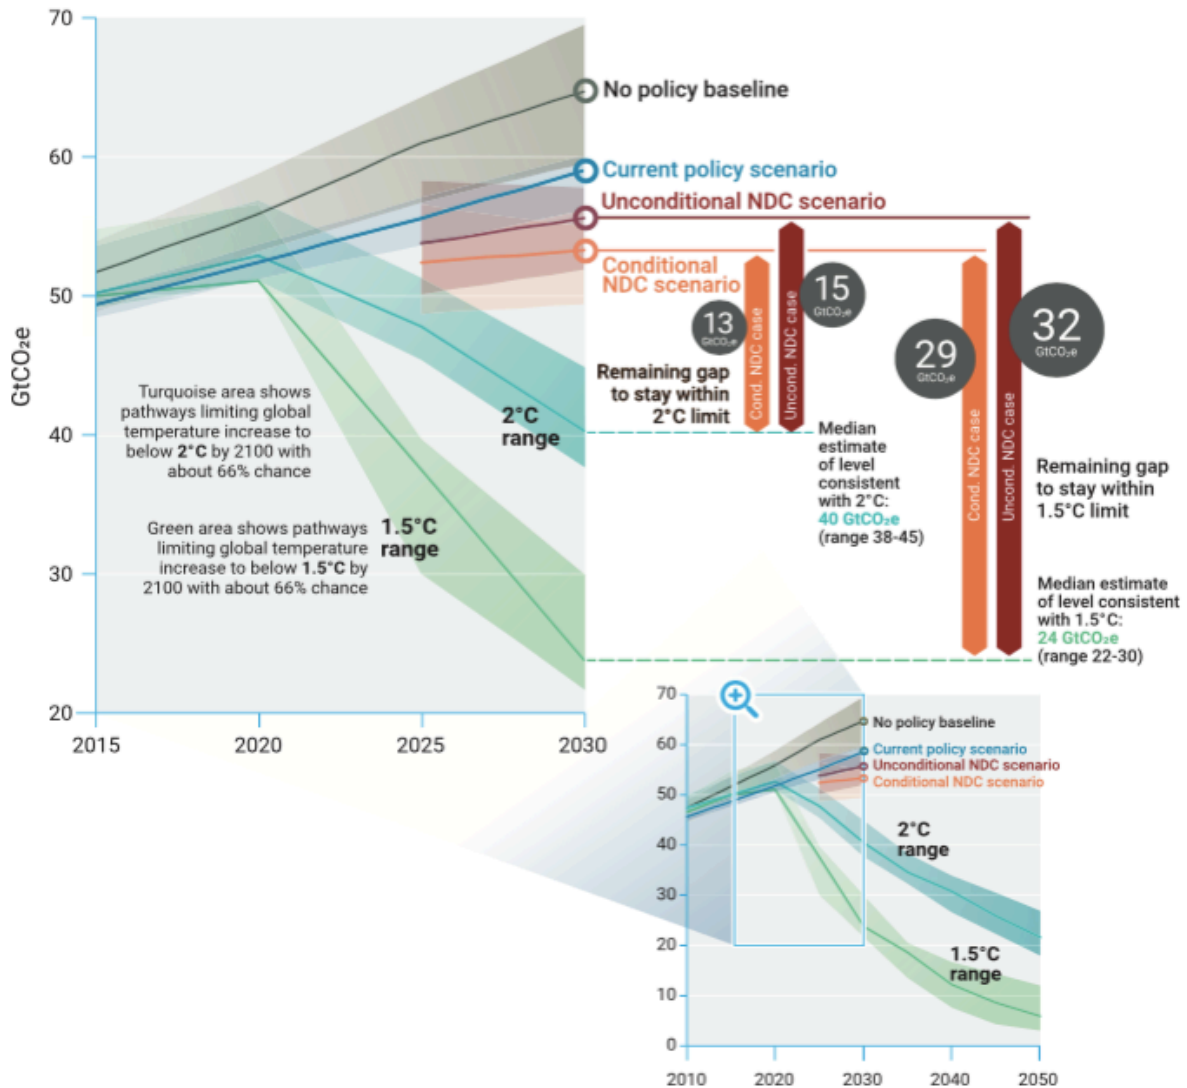 70
60
50
40
30
20
GtCO₂e
2015
2020
2025
2030
No policy baseline
Current policy scenario
Unconditional NDC scenario
Conditional
NDC scenario
Turquoise area shows
pathways limiting global
temperature increase to
below 2°C by 2100 with
about 66% chance
Green area shows pathways
limiting global temperature
increase to below 1.5°C by
2100 with about 66% chance
2°C
range
1.5°C
range
13
GtCO₂e
Cond. NDC case
Uncond. NDC case
15
GtCO₂e
Remaining gap
to stay within
2°C limit
Median
estimate
of level
consistent
with 2°C:
40 GtCO₂e
(range 38-45)
29
GtCO₂e
Cond. NDC case
Uncond. NDC case
32
GtCO₂e
Remaining gap
to stay within
1.5°C limit
Median estimate
of level consistent
with 1.5°C:
24 GtCO₂e
(range 22-30)
70
60
50
40
30
20
10
0
2010
2020
2030
2040
2050
No policy baseline
Current policy scenario
Unconditional NDC scenario
Conditional NDC scenario
2°C
range
1.5°C
range